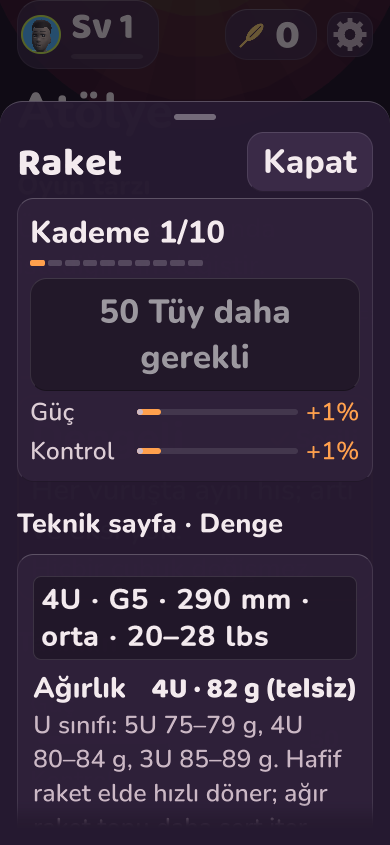 Sv 1
0
Atölye
Raket
Kapat
Kademe 1/10
50 Tüy daha
gerekli
Güç +1%
Kontrol +1%
Teknik sayfa · Denge
4U · G5 · 290 mm ·
orta · 20–28 lbs
Ağırlık 4U · 82 g (telsiz)
U sınıfı: 5U 75–79 g, 4U
80–84 g, 3U 85–89 g. Hafif
raket elde hızlı döner; ağır